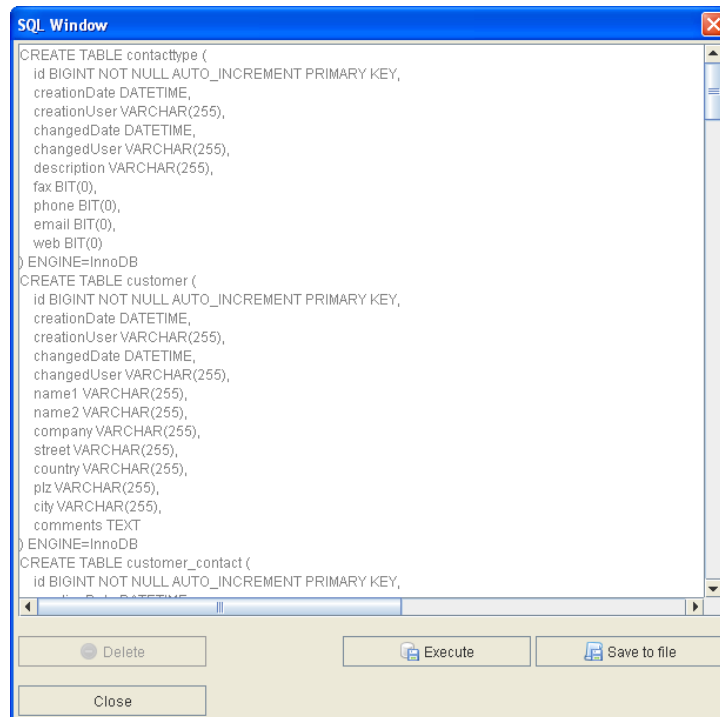 SQL Window
CREATE TABLE contacttype (
id BIGINT NOT NULL AUTO_INCREMENT PRIMARY KEY,
creationDate DATETIME,
creationUser VARCHAR(255),
changedDate DATETIME,
changedUser VARCHAR(255),
description VARCHAR(255),
fax BIT(0),
phone BIT(0),
email BIT(0),
web BIT(0)
) ENGINE=InnoDB
CREATE TABLE customer (
id BIGINT NOT NULL AUTO_INCREMENT PRIMARY KEY,
creationDate DATETIME,
creationUser VARCHAR(255),
changedDate DATETIME,
changedUser VARCHAR(255),
name1 VARCHAR(255),
name2 VARCHAR(255),
company VARCHAR(255),
street VARCHAR(255),
country VARCHAR(255),
plz VARCHAR(255),
city VARCHAR(255),
comments TEXT
) ENGINE=InnoDB
CREATE TABLE customer_contact (
id BIGINT NOT NULL AUTO_INCREMENT PRIMARY KEY,
Delete
Execute
Save to file
Close